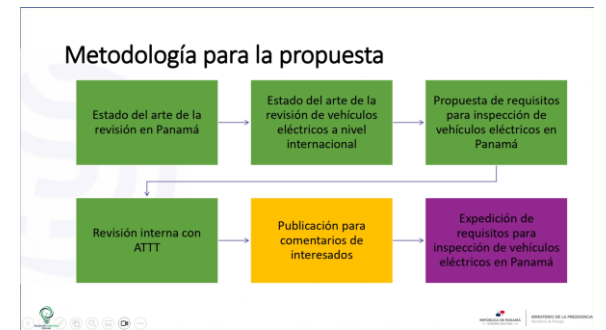 Metodología para la propuesta
Estado del arte de la
revisión en Panamá
Estado del arte de la
revisión de vehículos
eléctricos a nivel
internacional
Propuesta de requisitos
para inspección de
vehículos eléctricos en
Panamá
Revisión interna con
ATTT
Publicación para
comentarios de
interesados
Expedición de
requisitos para
inspección de vehículos
eléctricos en Panamá
REPÚBLICA DE PANAMÁ
MINISTERIO DE LA PRESIDENCIA